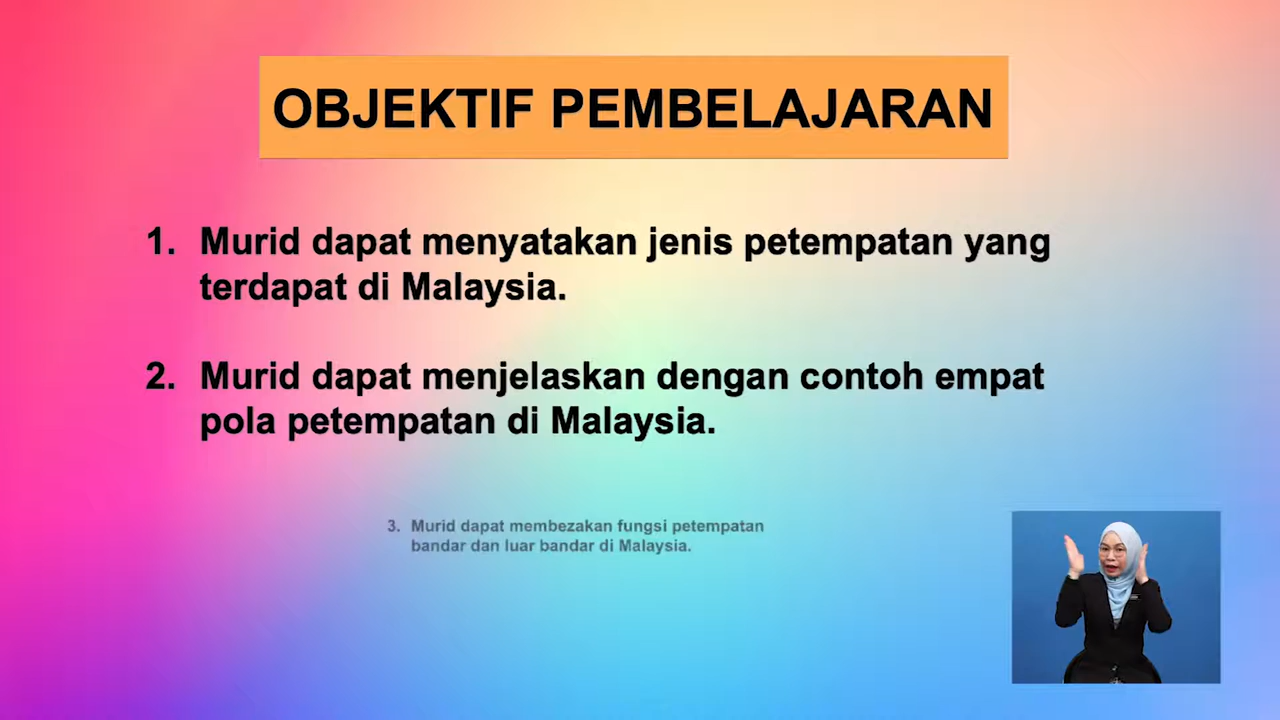 OBJEKTIF PEMBELAJARAN
1. Murid dapat menyatakan jenis petempatan yang
terdapat di Malaysia.
2. Murid dapat menjelaskan dengan contoh empat
pola petempatan di Malaysia.
3. Murid dapat membezakan fungsi petempatan
bandar dan luar bandar di Malaysia.